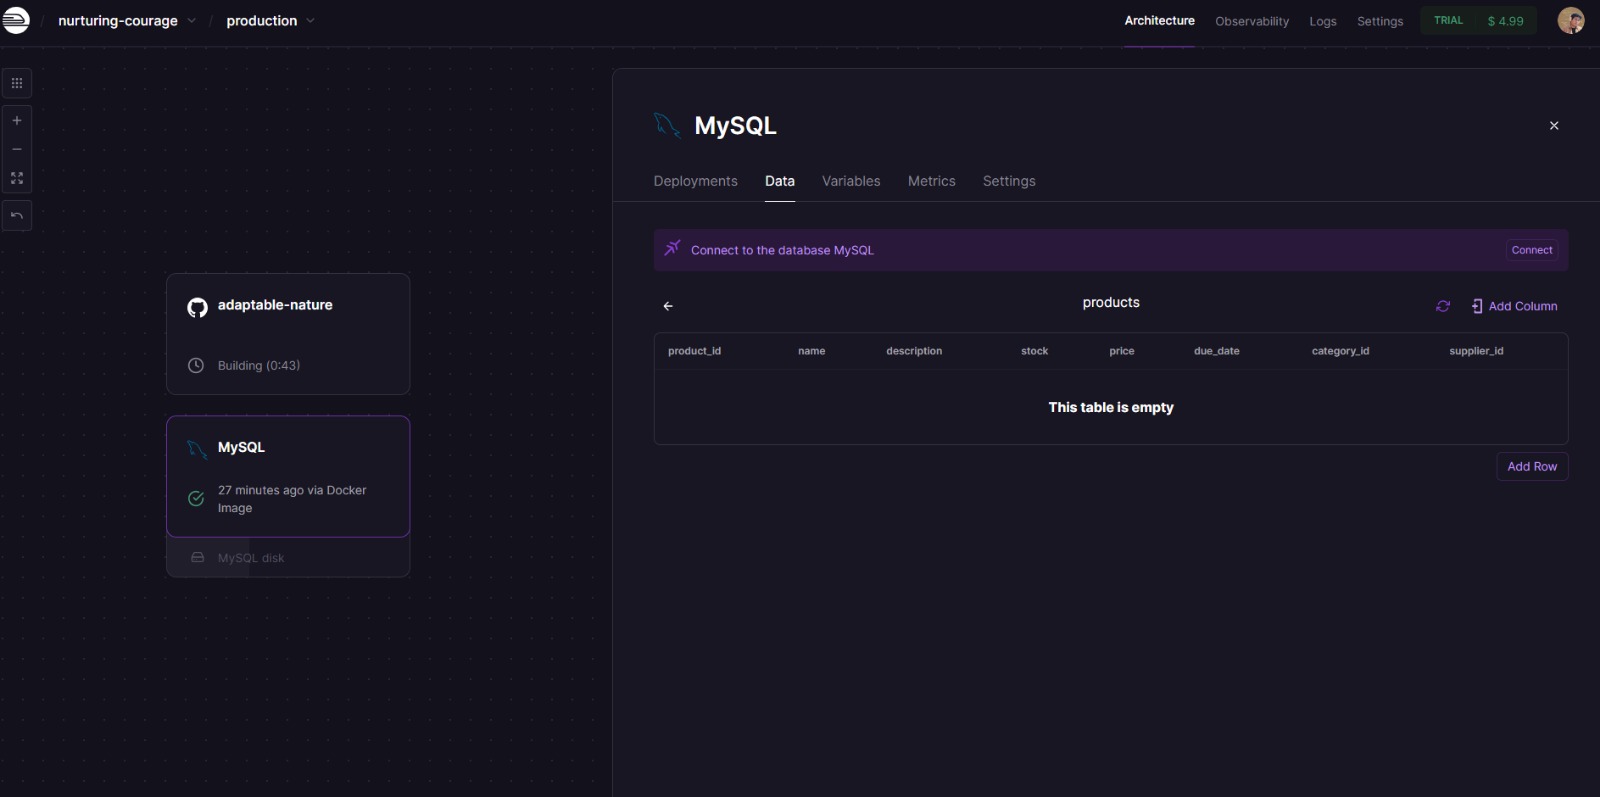 / nurturing-courage / production
Architecture Observability Logs Settings TRIAL $ 4.99
adaptable-nature
Building (0:43)
MySQL
27 minutes ago via Docker
Image
MySQL disk
MySQL
Deployments Data Variables Metrics Settings
Connect to the database MySQL Connect
products Add Column
product_id name description stock price due_date category_id supplier_id
This table is empty
Add Row